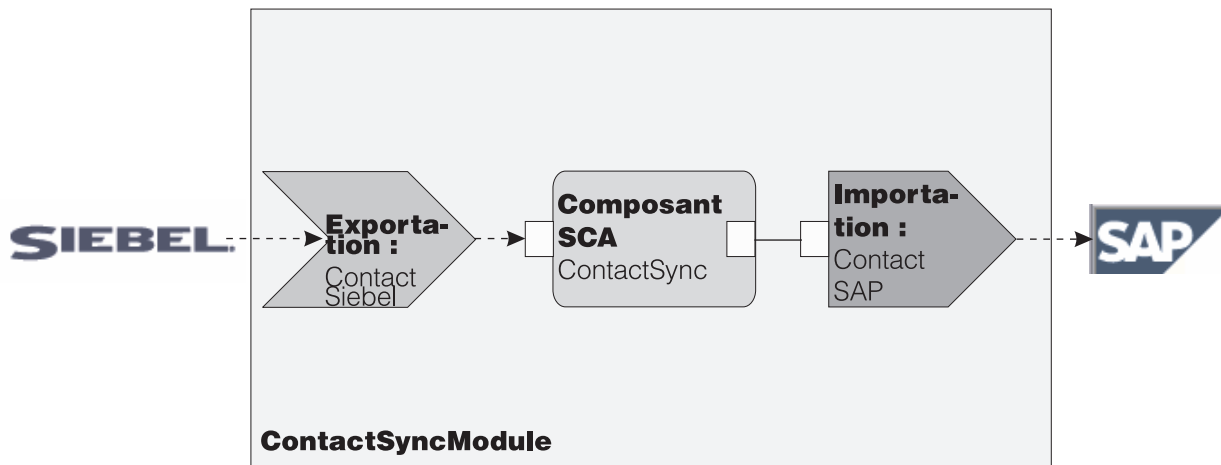 SIEBEL.
Exporta-
tion :
Contact
Siebel
Composant
SCA
ContactSync
Importa-
tion :
Contact
SAP
SAP
ContactSyncModule